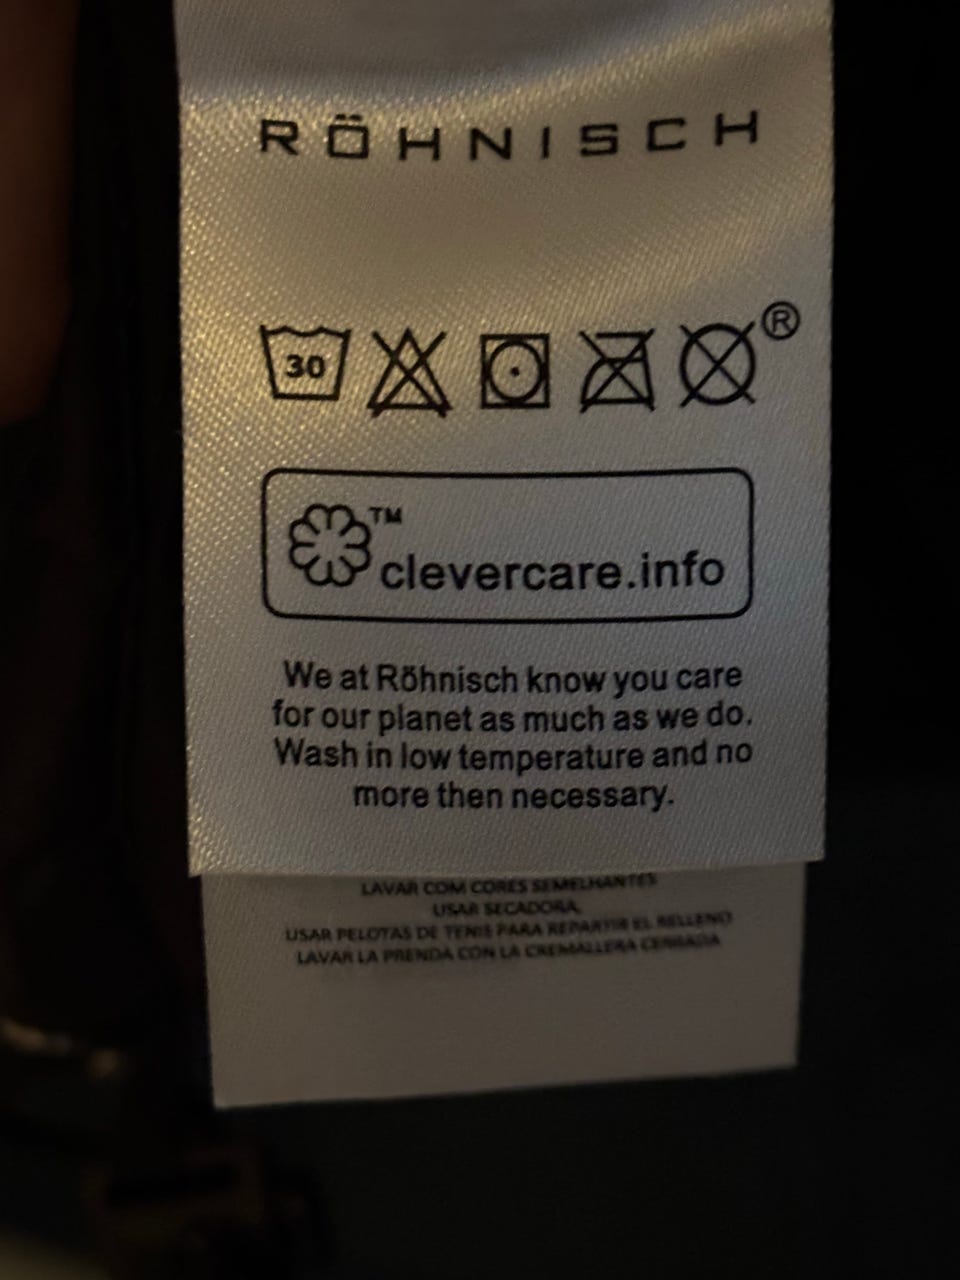 RÖHNISCH
30
®
™
clevercare.info
We at Röhnisch know you care
for our planet as much as we do.
Wash in low temperature and no
more then necessary.
LAVAR COM CORES SEMELHANTES
USAR SECADORA,
USAR PELOTAS DE TENIS PARA REPARTIR EL RELLENO
LAVAR LA PRENDA CON LA CREMALLERA CERRADA